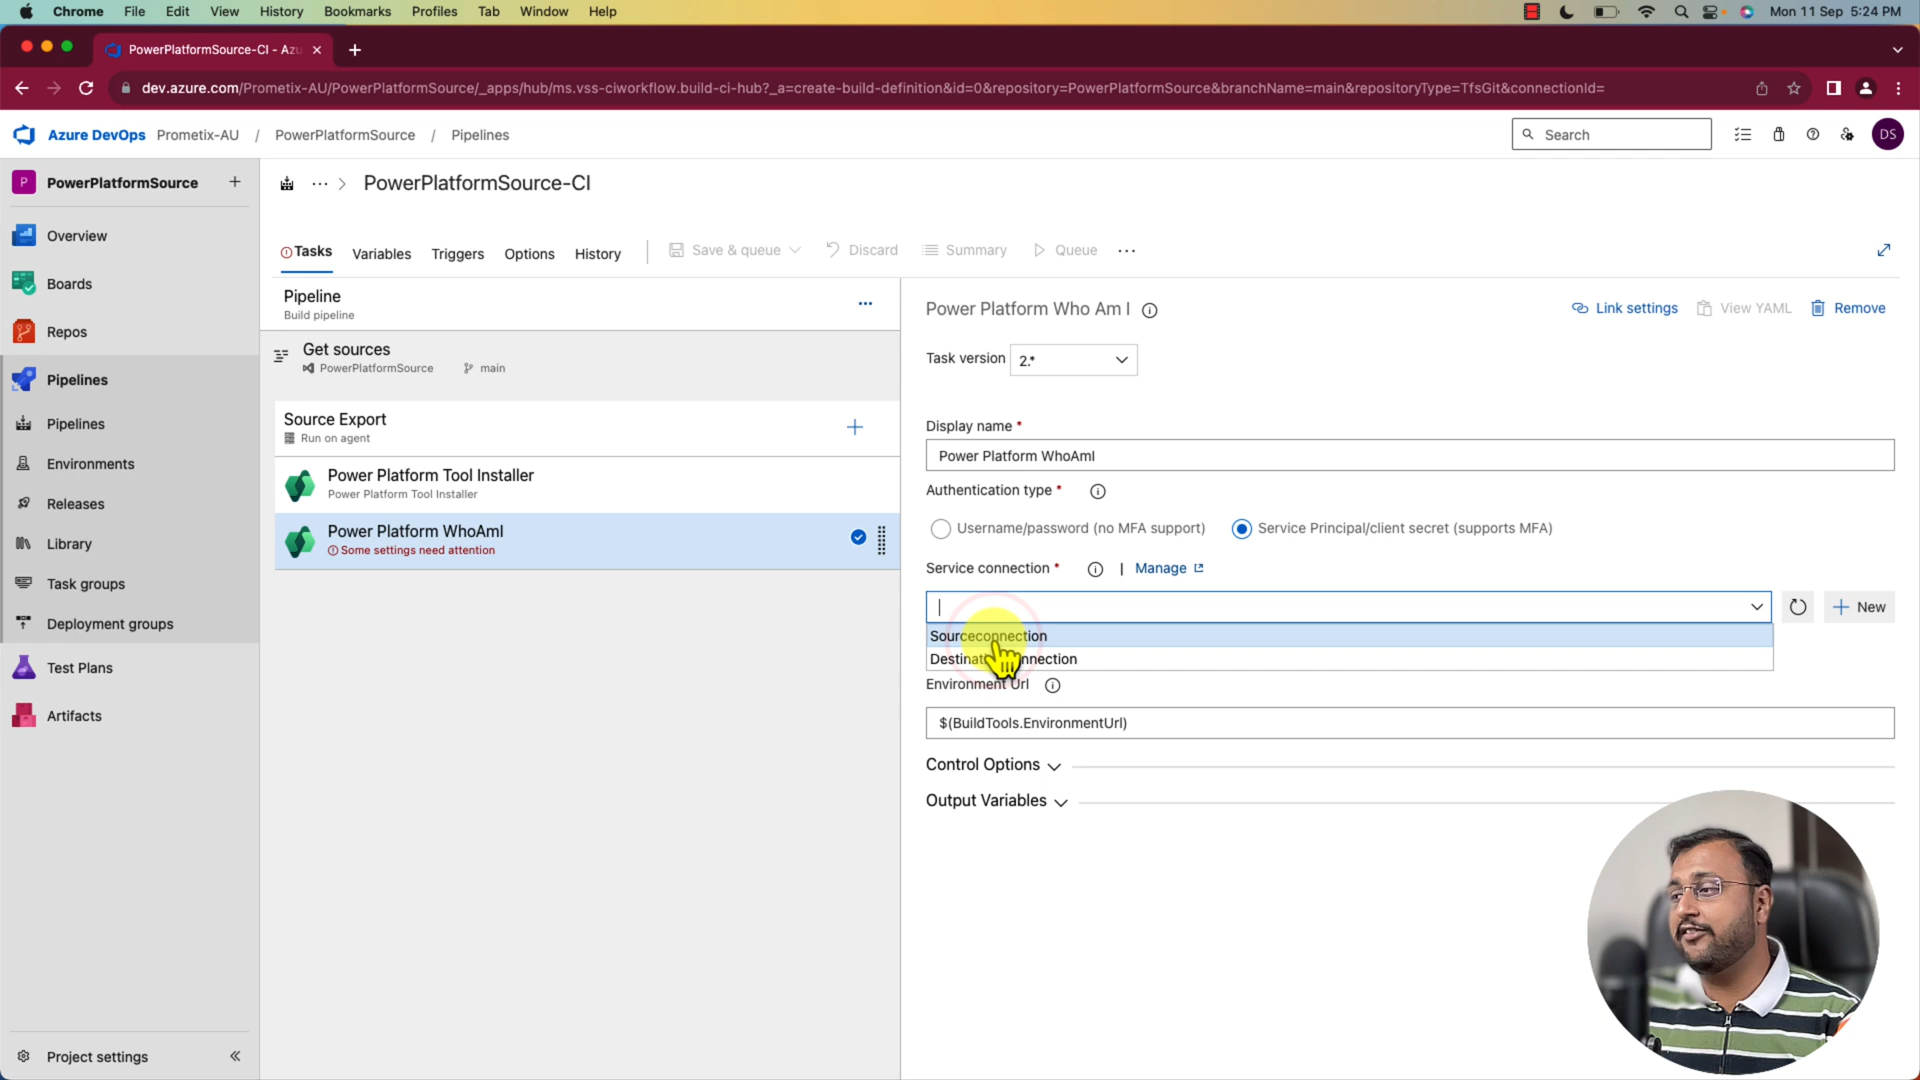 Chrome File Edit View History Bookmarks Profiles Tab Window Help Mon 11 Sep 5:24 PM
PowerPlatformSource-CI - Azu
dev.azure.com/Prometix-AU/PowerPlatformSource/_apps/hub/ms.vss-ciworkflow.build-ci-hub?_a=create-build-definition&id=0&repository=PowerPlatformSource&branchName=main&repositoryType=TfsGit&connectionId=
Azure DevOps Prometix-AU / PowerPlatformSource / Pipelines
Search
DS
P PowerPlatformSource
Overview
Boards
Repos
Pipelines
Pipelines
Environments
Releases
Library
Task groups
Deployment groups
Test Plans
Artifacts
Project settings
PowerPlatformSource-CI
Tasks Variables Triggers Options History Save & queue Discard Summary Queue
Pipeline
Build pipeline
Get sources
PowerPlatformSource main
Source Export
Run on agent
Power Platform Tool Installer
Power Platform Tool Installer
Power Platform WhoAmI
Some settings need attention
Power Platform Who Am I
Link settings View YAML Remove
Task version 2.*
Display name *
Power Platform WhoAmI
Authentication type *
Username/password (no MFA support) Service Principal/client secret (supports MFA)
Service connection * | Manage
New
Sourceconnection
Environment Url
$(BuildTools.EnvironmentUrl)
Control Options
Output Variables